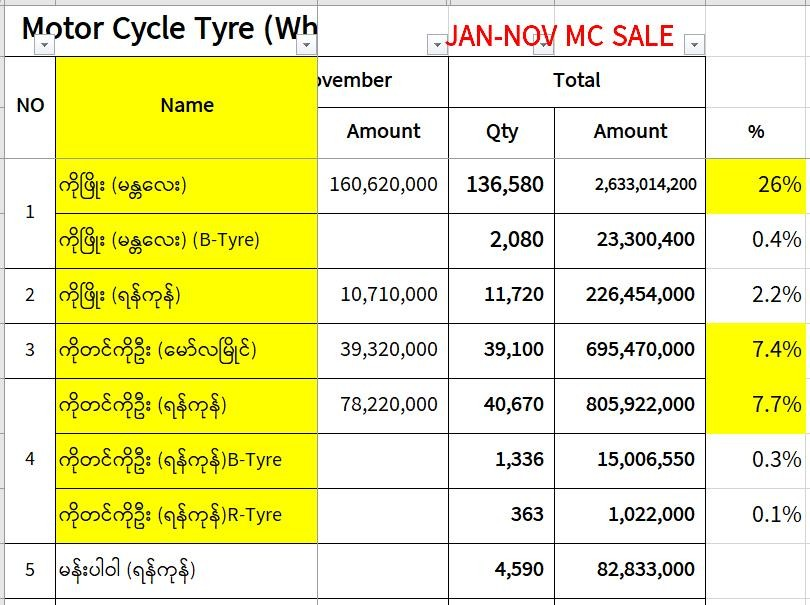 Motor Cycle Tyre (Wh JAN-NOV MC SALE
NO Name ovember Total
Amount Qty Amount %
1 ကိုဖြိုး (မန္တလေး) 160,620,000 136,580 2,633,014,200 26%
ကိုဖြိုး (မန္တလေး) (B-Tyre) 2,080 23,300,400 0.4%
2 ကိုဖြိုး (ရန်ကုန်) 10,710,000 11,720 226,454,000 2.2%
3 ကိုတင်ကိုဦး (မော်လမြိုင်) 39,320,000 39,100 695,470,000 7.4%
4 ကိုတင်ကိုဦး (ရန်ကုန်) 78,220,000 40,670 805,922,000 7.7%
ကိုတင်ကိုဦး (ရန်ကုန်)B-Tyre 1,336 15,006,550 0.3%
ကိုတင်ကိုဦး (ရန်ကုန်)R-Tyre 363 1,022,000 0.1%
5 မန်းပါဝါ (ရန်ကုန်) 4,590 82,833,000